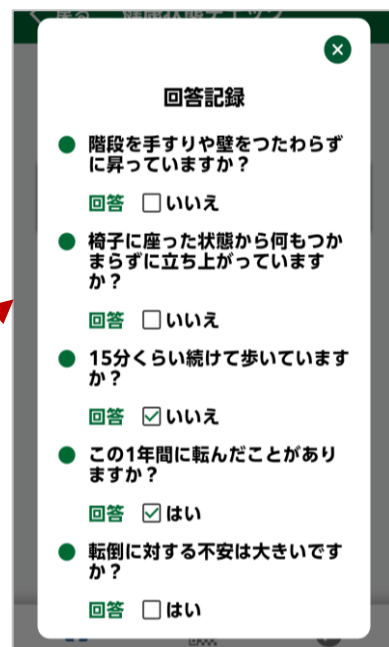 回答記録
階段を手すりや壁をつたわらず
に昇っていますか？
回答 いいえ
椅子に座った状態から何もつか
まらずに立ち上がっています
か？
回答 いいえ
15分くらい続けて歩いています
か？
回答 いいえ
この1年間に転んだことがあり
ますか？
回答 はい
転倒に対する不安は大きいです
か？
回答 はい